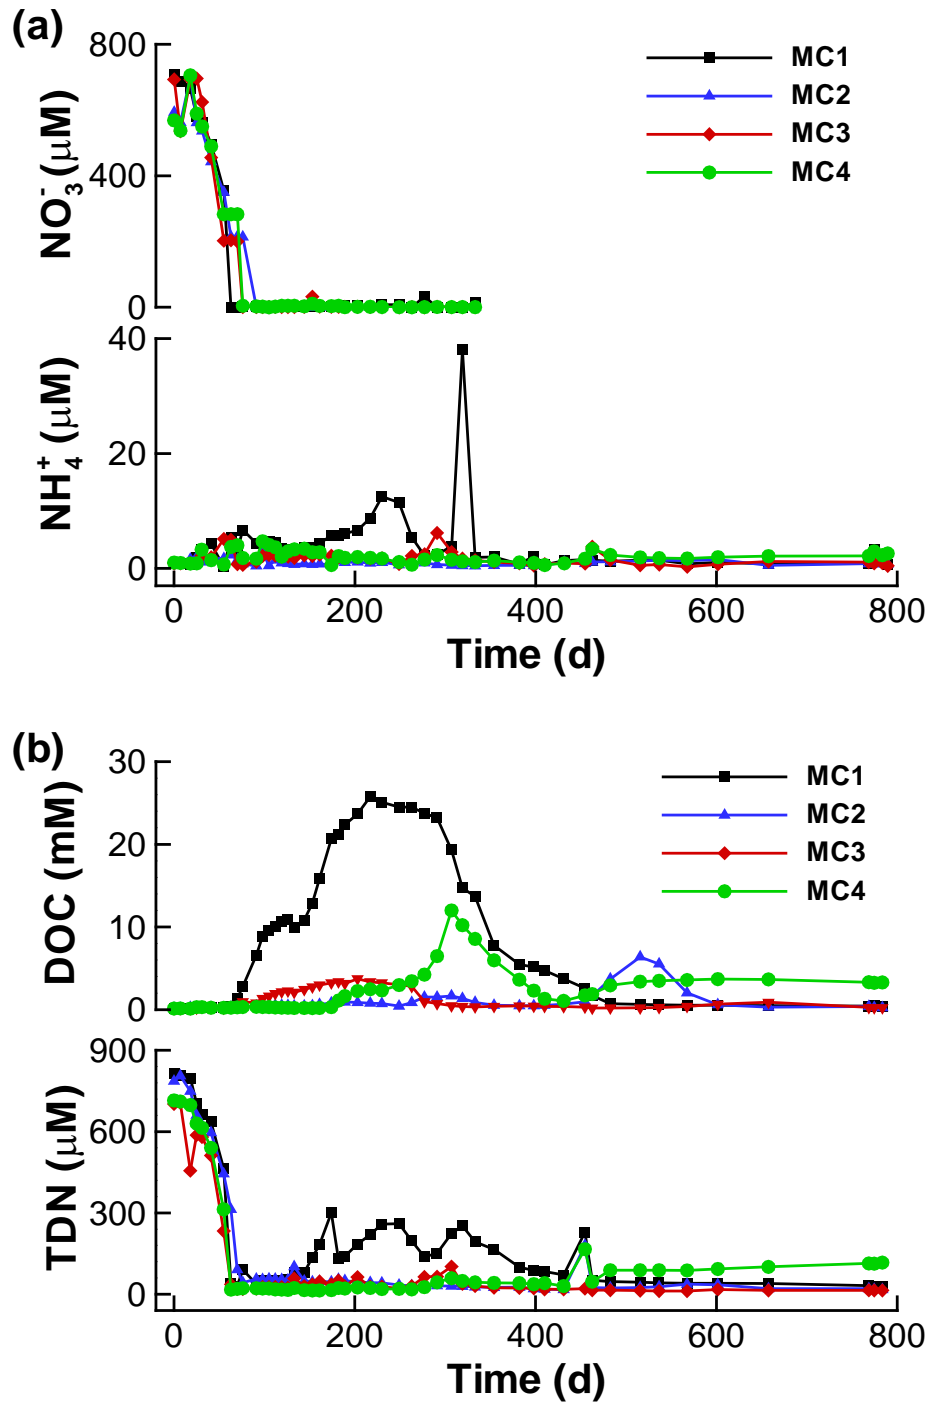 (a)
800
400
0
NO₃⁻ (μM)
MC1
MC2
MC3
MC4
40
20
0
NH₄⁺ (μM)
0 200 400 600 800
Time (d)
(b)
30
20
10
0
DOC (mM)
MC1
MC2
MC3
MC4
900
600
300
0
TDN (μM)
0 200 400 600 800
Time (d)